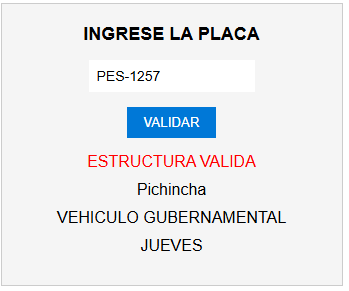 INGRESE LA PLACA
PES-1257
VALIDAR
ESTRUCTURA VALIDA
Pichincha
VEHICULO GUBERNAMENTAL
JUEVES